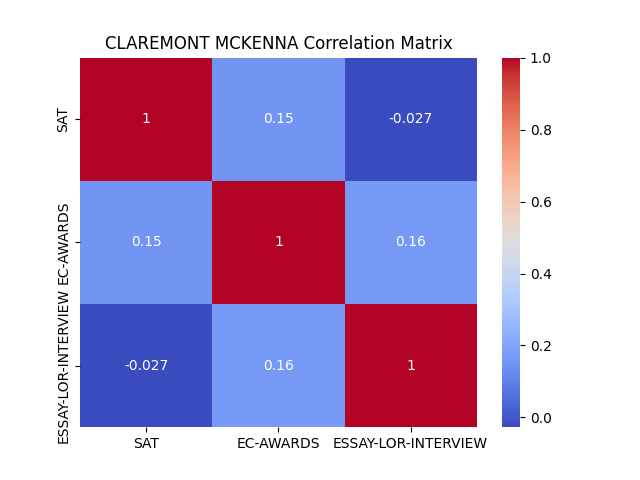 CLAREMONT MCKENNA Correlation Matrix
SAT
1
0.15
-0.027
EC-AWARDS
0.15
1
0.16
ESSAY-LOR-INTERVIEW
-0.027
0.16
1
SAT
EC-AWARDS
ESSAY-LOR-INTERVIEW
1.0
0.8
0.6
0.4
0.2
0.0